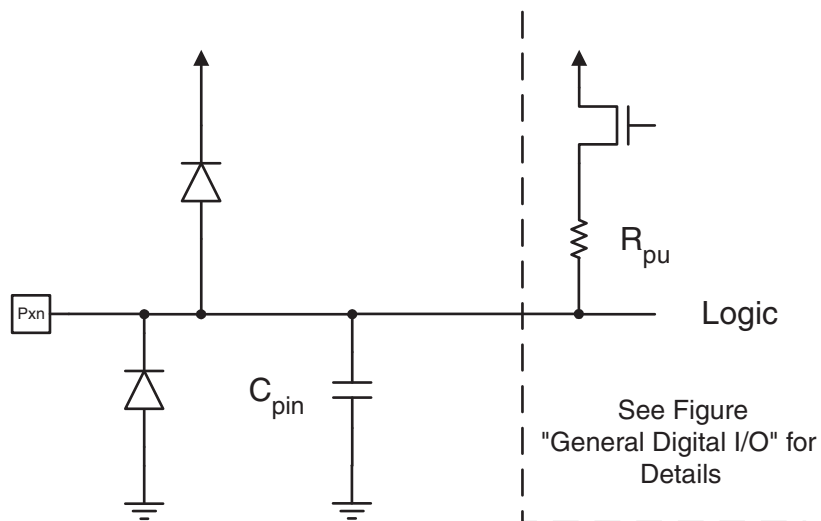 R
pu
Pxn
Logic
C
pin
See Figure
"General Digital I/O" for
Details